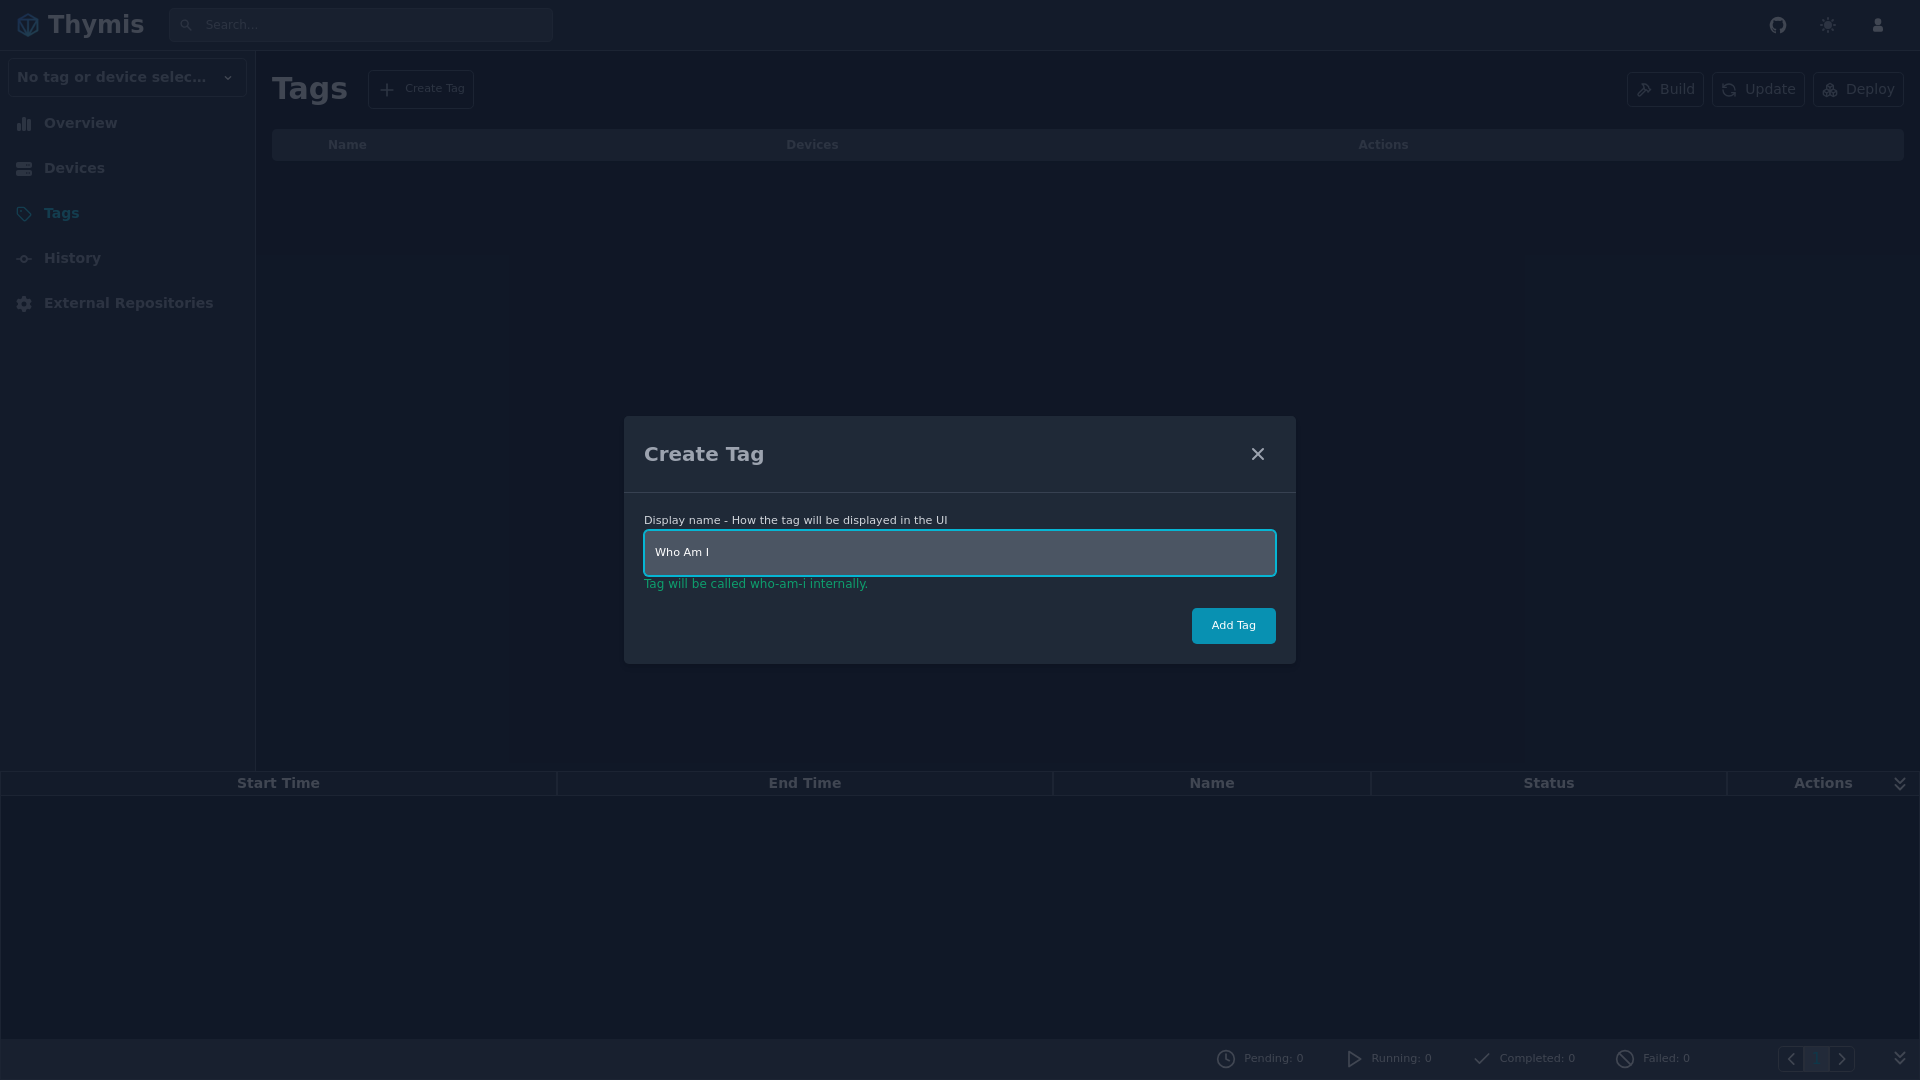 Thymis
Search...
No tag or device selec...
Overview
Devices
Tags
History
External Repositories
Tags
Create Tag
Build
Update
Deploy
Name Devices Actions
Create Tag
Display name - How the tag will be displayed in the UI
Who Am I
Tag will be called who-am-i internally.
Add Tag
Start Time End Time Name Status Actions
Pending: 0 Running: 0 Completed: 0 Failed: 0